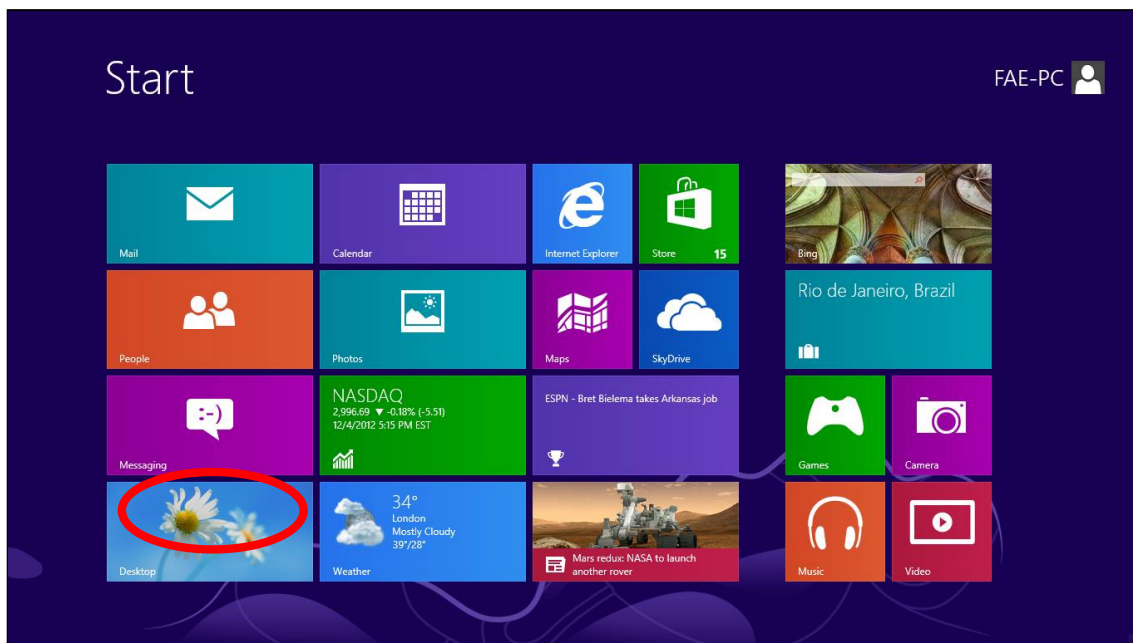 Start
FAE-PC
Mail
Calendar
Internet Explorer
Store 15
Bing
People
Photos
Maps
SkyDrive
Rio de Janeiro, Brazil
Messaging
:-)
NASDAQ
2,996.69 ▼ -0.18% (-5.51)
12/4/2012 5:15 PM EST
ESPN - Bret Bielema takes Arkansas job
Games
Camera
Desktop
34°
London
Mostly Cloudy
39°/28°
Weather
Mars redux: NASA to launch
another rover
Music
Video